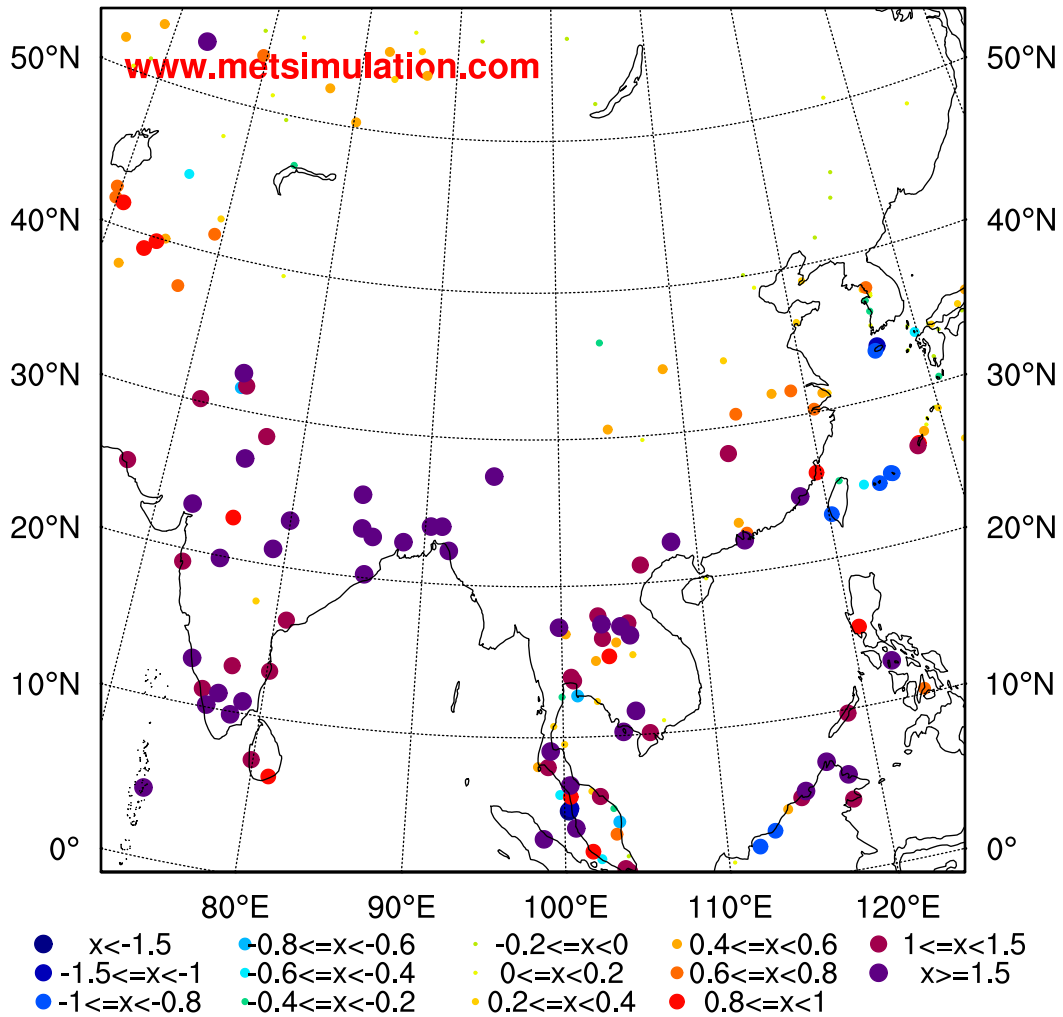 50°N 50°N
www.metsimulation.com
40°N 40°N
30°N 30°N
20°N 20°N
10°N 10°N
0° 0°
80°E 90°E 100°E 110°E 120°E
x<-1.5 -0.8<=x<-0.6 -0.2<=x<0 0.4<=x<0.6 1<=x<1.5
-1.5<=x<-1 -0.6<=x<-0.4 0<=x<0.2 0.6<=x<0.8 x>=1.5
-1<=x<-0.8 -0.4<=x<-0.2 0.2<=x<0.4 0.8<=x<1